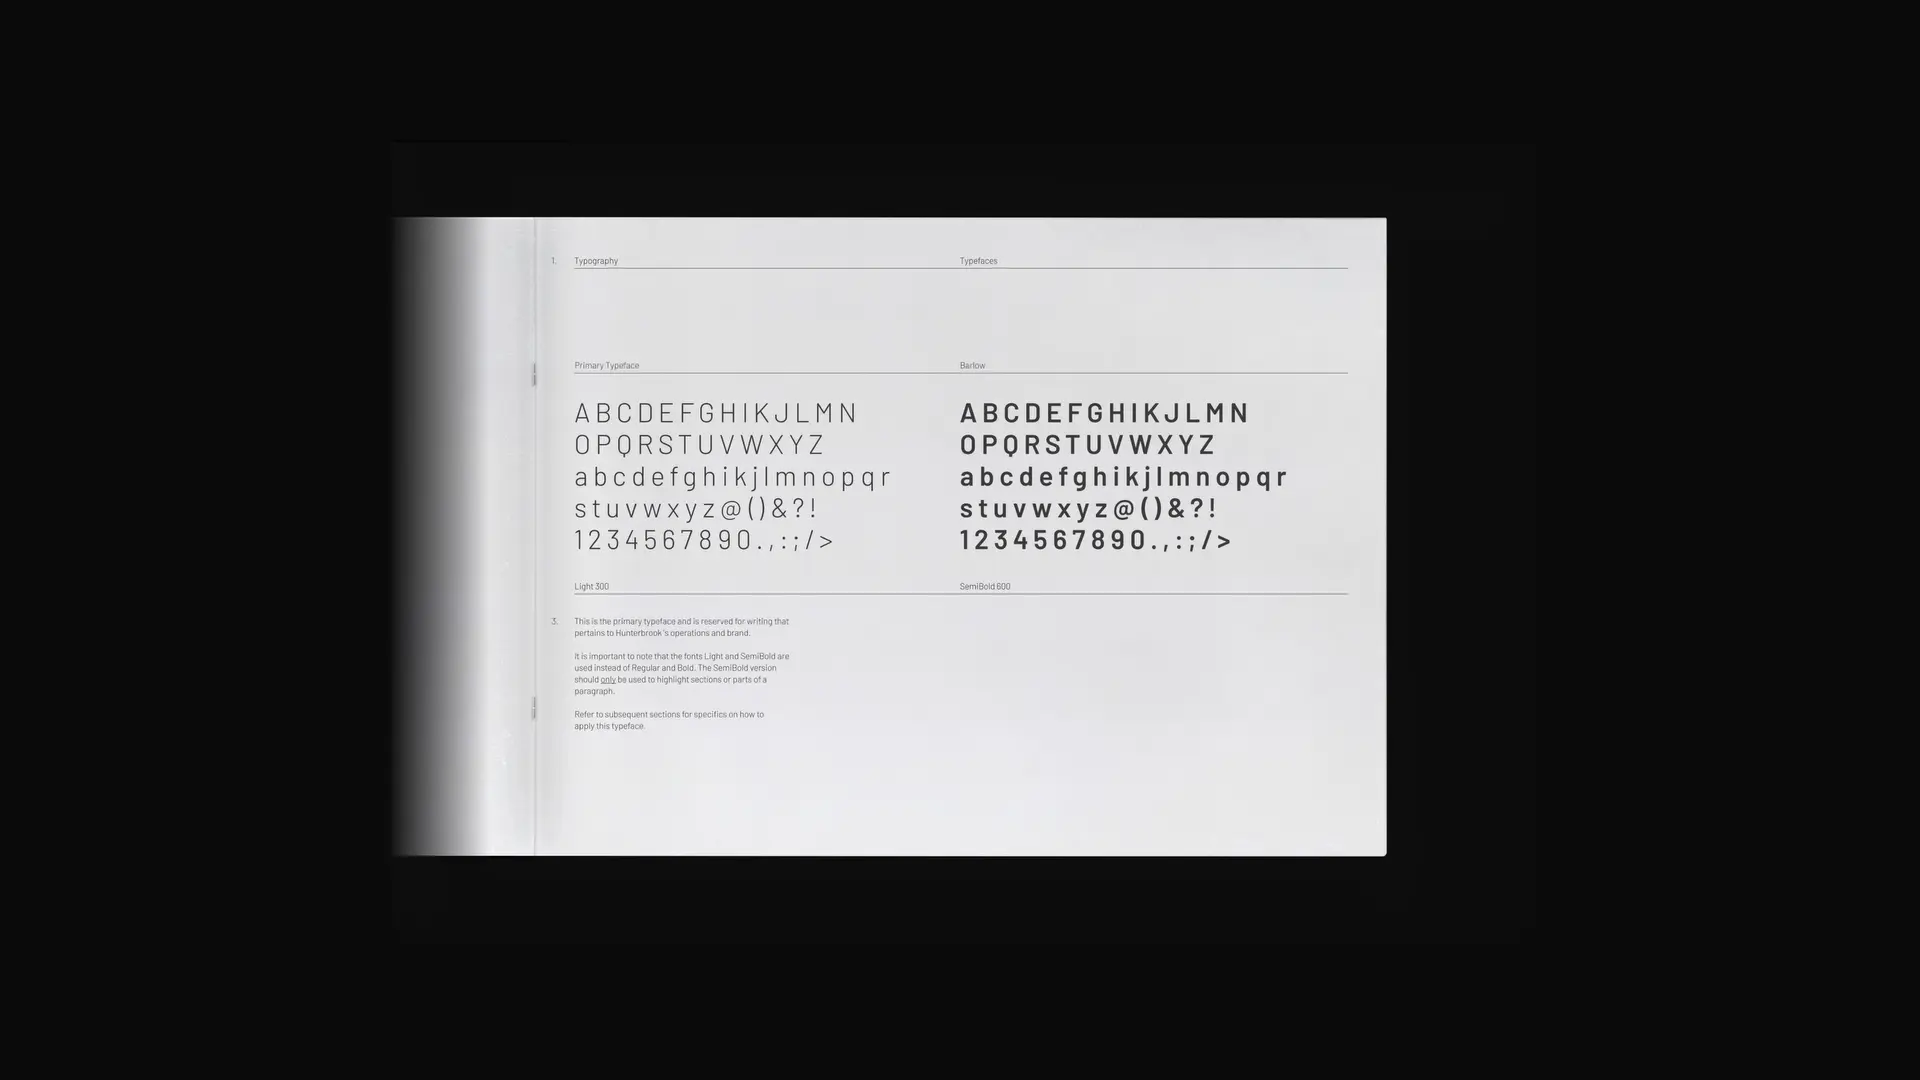 1. Typography Typefaces
Primary Typeface Barlow
ABCDEFGHIKJLMN ABCDEFGHIKJLMN
OPQRSTUVWXYZ OPQRSTUVWXYZ
abcdefghikjlmnopqr abcdefghikjlmnopqr
stuvwxyz@()&?! stuvwxyz@()&?!
1234567890.,:;/> 1234567890.,:;/>
Light 300 SemiBold 600
3. This is the primary typeface and is reserved for writing that
pertains to Hunterbrook's operations and brand.
It is important to note that the fonts Light and SemiBold are
used instead of Regular and Bold. The SemiBold version
should only be used to highlight sections or parts of a
paragraph.
Refer to subsequent sections for specifics on how to
apply this typeface.